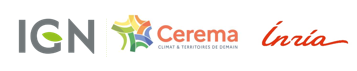 IGN
Cerema
CLIMAT & TERRITOIRES DE DEMAIN
Inria